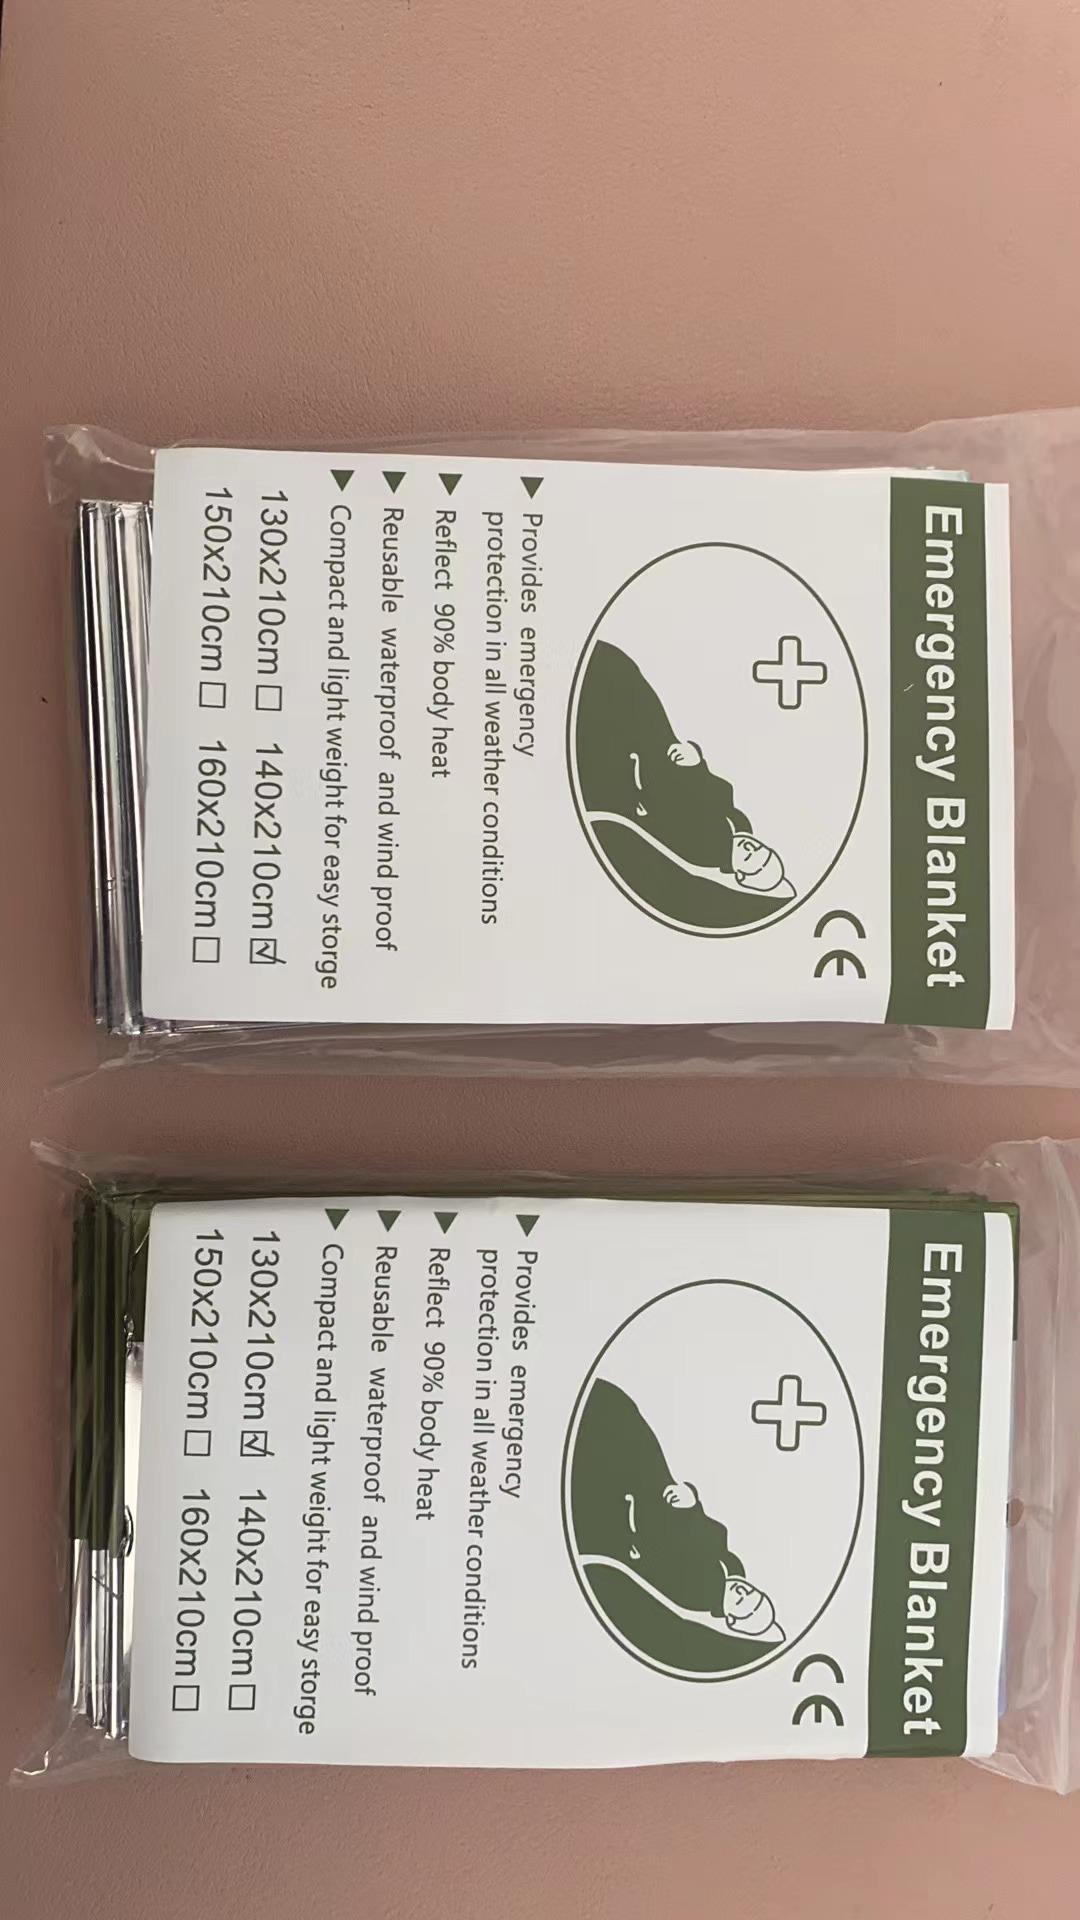 Emergency Blanket
CE
▶ Provides emergency
protection in all weather conditions
▶ Reflect 90% body heat
▶ Reusable waterproof and wind proof
▶ Compact and light weight for easy storge
130x210cm☐ 140x210cm☑
150x210cm☐ 160x210cm☐
Emergency Blanket
CE
▶ Provides emergency
protection in all weather conditions
▶ Reflect 90% body heat
▶ Reusable waterproof and wind proof
▶ Compact and light weight for easy storge
130x210cm☑ 140x210cm☐
150x210cm☐ 160x210cm☐